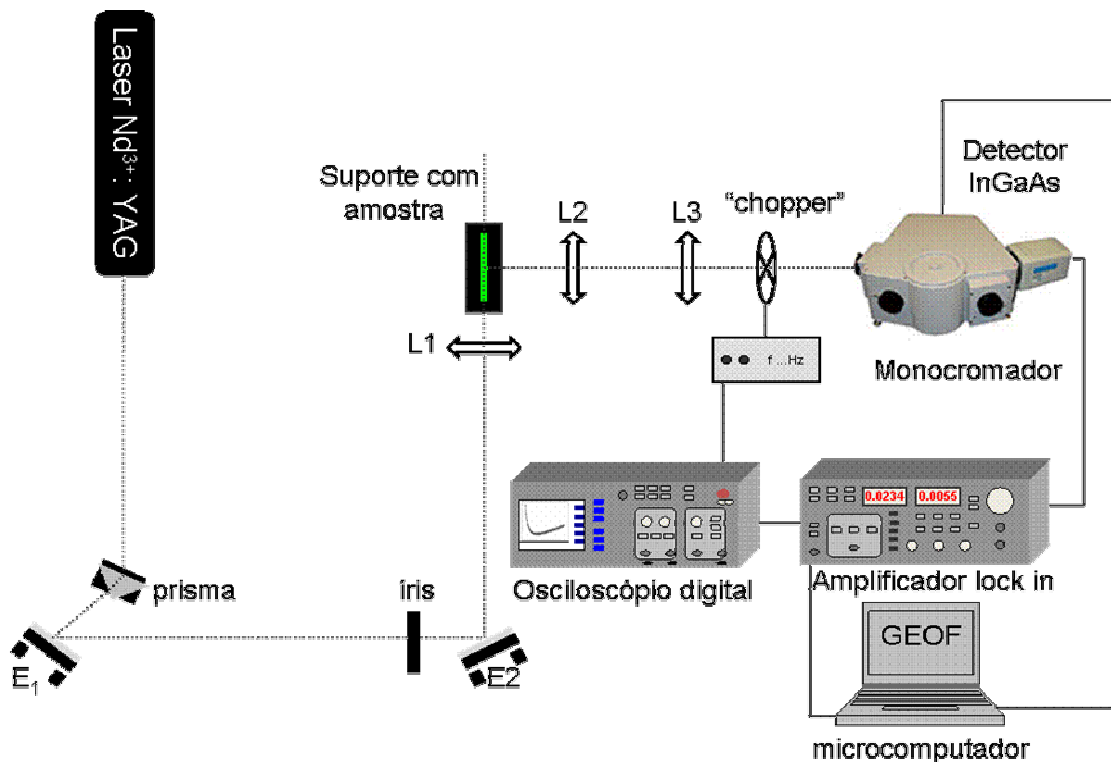 Laser Nd³⁺: YAG
Suporte com
amostra
L2
L3
"chopper"
Detector
InGaAs
L1
f ...Hz
Monocromador
0.0234
0.0055
prisma
íris
Osciloscópio digital
Amplificador lock in
E₁
E2
GEOF
microcomputador